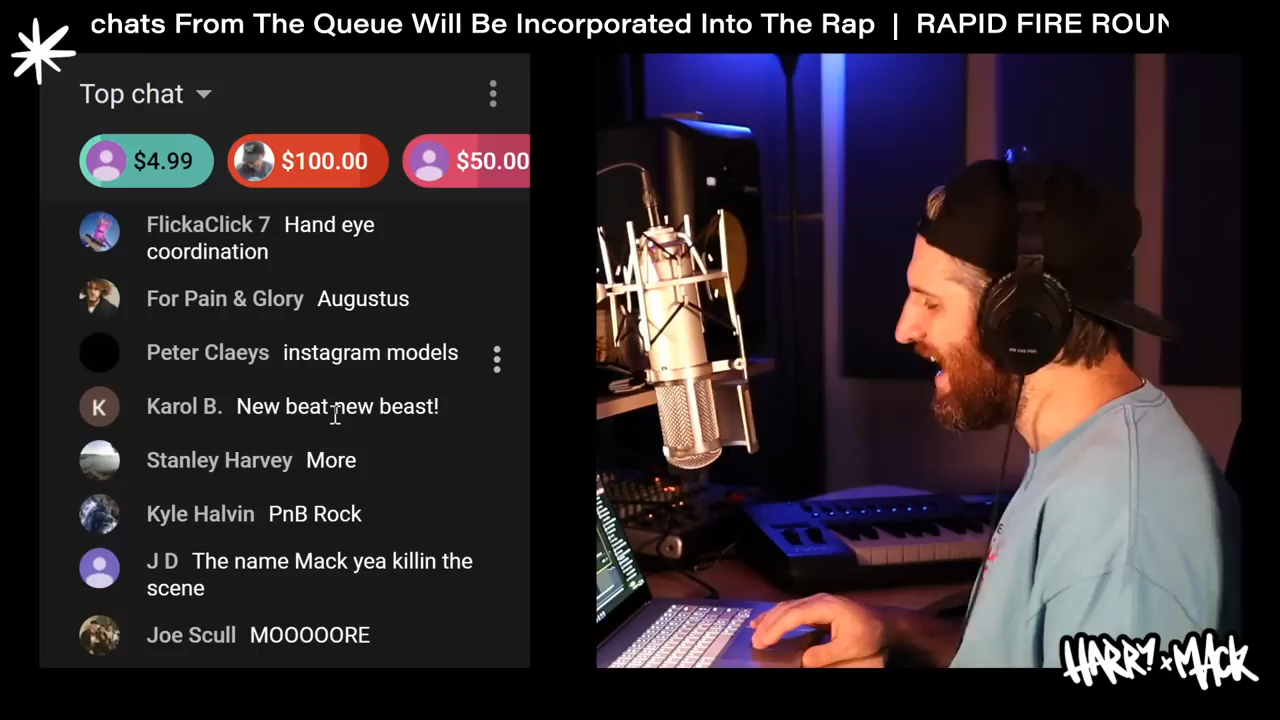 chats From The Queue Will Be Incorporated Into The Rap | RAPID FIRE ROUN
Top chat
$4.99 $100.00 $50.00
FlickaClick 7 Hand eye
coordination
For Pain & Glory Augustus
Peter Claeys instagram models
K Karol B. New beat new beast!
Stanley Harvey More
Kyle Halvin PnB Rock
J D The name Mack yea killin the
scene
Joe Scull MOOOOORE
HARRY MACK